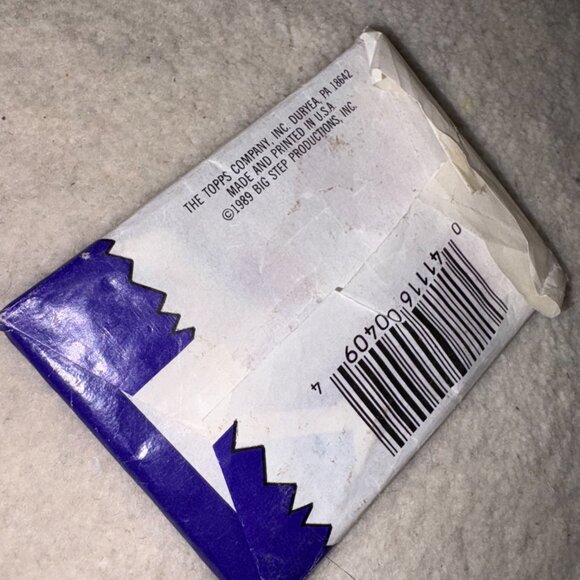 THE TOPPS COMPANY, INC. DURYEA, PA 18642
MADE AND PRINTED IN U.S.A
©1989 BIG STEP PRODUCTIONS, INC.
0 41116 00409 4